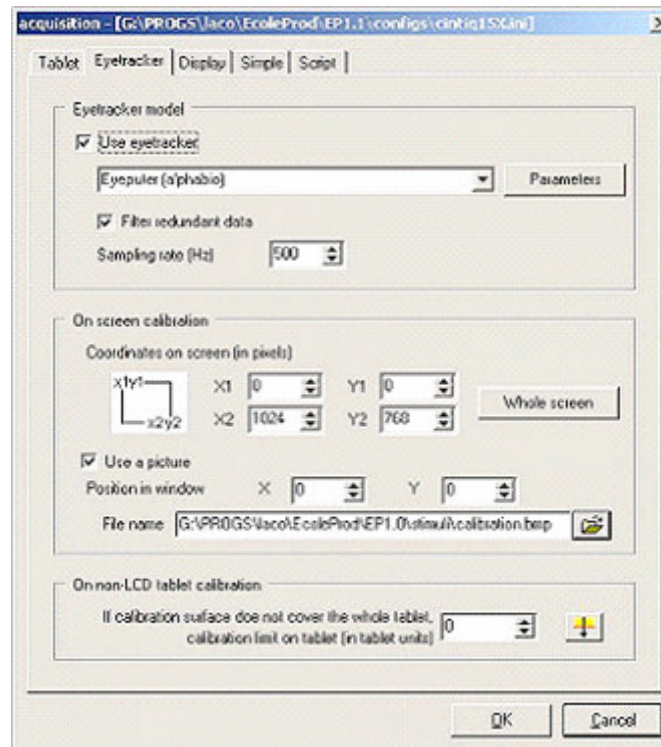 acquisition - [G:\PROGS\laco\EcoleProd\EP1.1\configs\cintiq15X.ini]
Tablet Eyetracker Display Simple Script
Eyetracker model
Use eyetracker
Eyeputer (alphabio) Parameters
Filter redundant data
Sampling rate (Hz) 500
On screen calibration
Coordinates on screen (in pixels)
x1y1 X1 0 Y1 0
Whole screen
x2y2 X2 1024 Y2 768
Use a picture
Position in window X 0 Y 0
File name G:\PROGS\laco\EcoleProd\EP1.0\stimuli\calibration.bmp
On non-LCD tablet calibration
If calibration surface doe not cover the whole tablet,
calibration limit on tablet (in tablet units) 0
OK Cancel